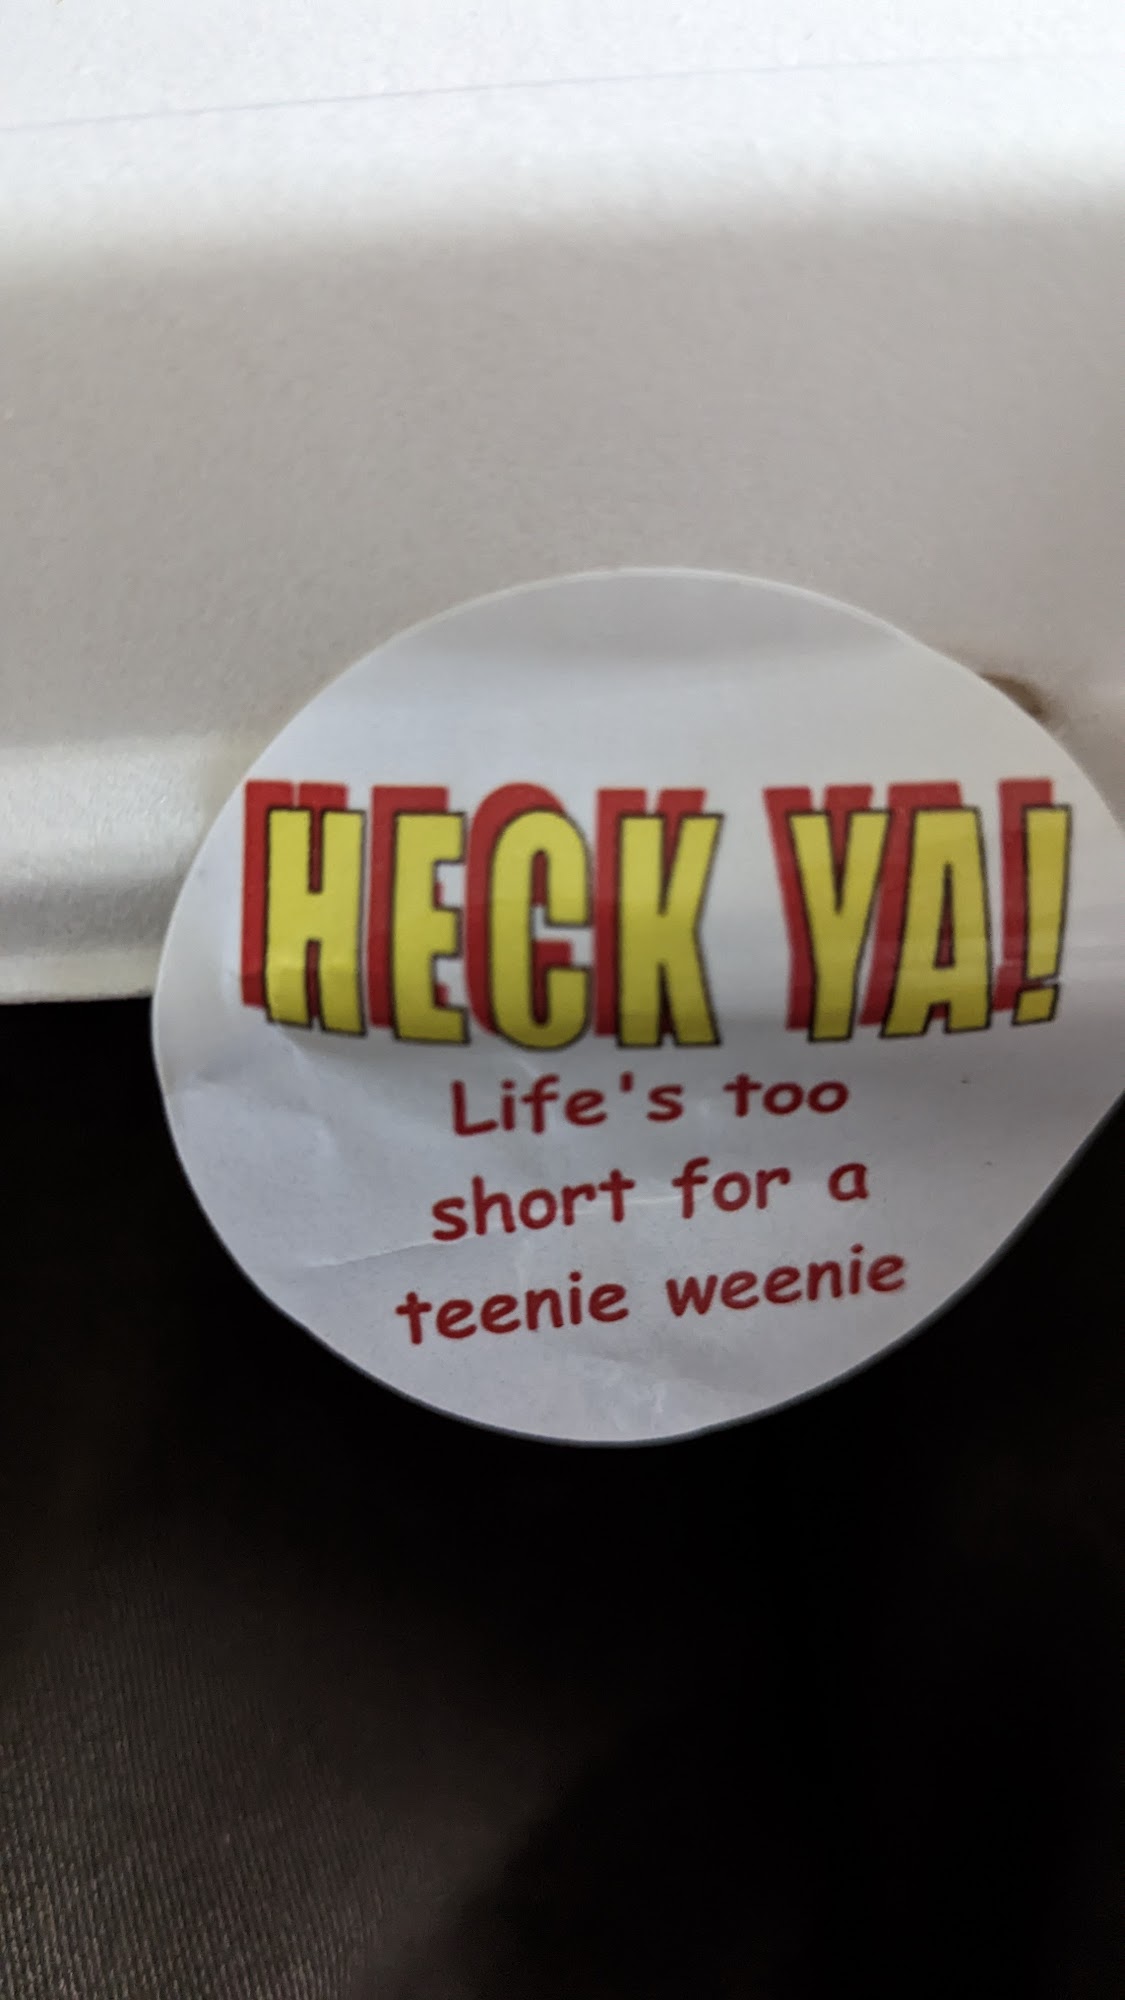 HECK YA!
Life's too
short for a
teenie weenie